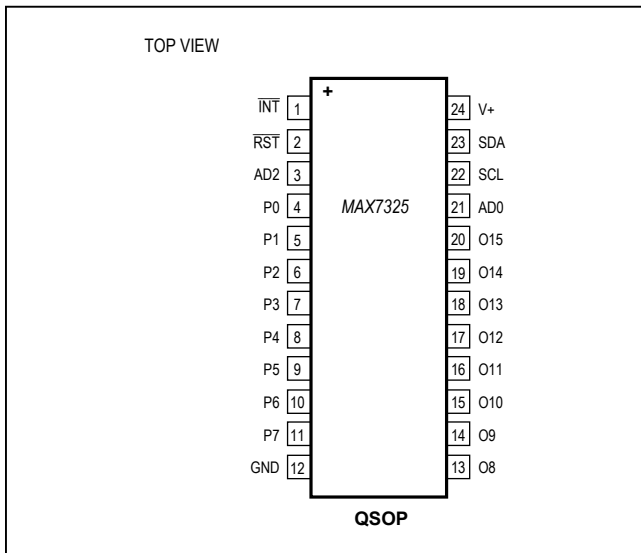 TOP VIEW
+
I̅N̅T̅ 1
R̅S̅T̅ 2
AD2 3
P0 4
P1 5
P2 6
P3 7
P4 8
P5 9
P6 10
P7 11
GND 12
MAX7325
24 V+
23 SDA
22 SCL
21 AD0
20 O15
19 O14
18 O13
17 O12
16 O11
15 O10
14 O9
13 O8
QSOP